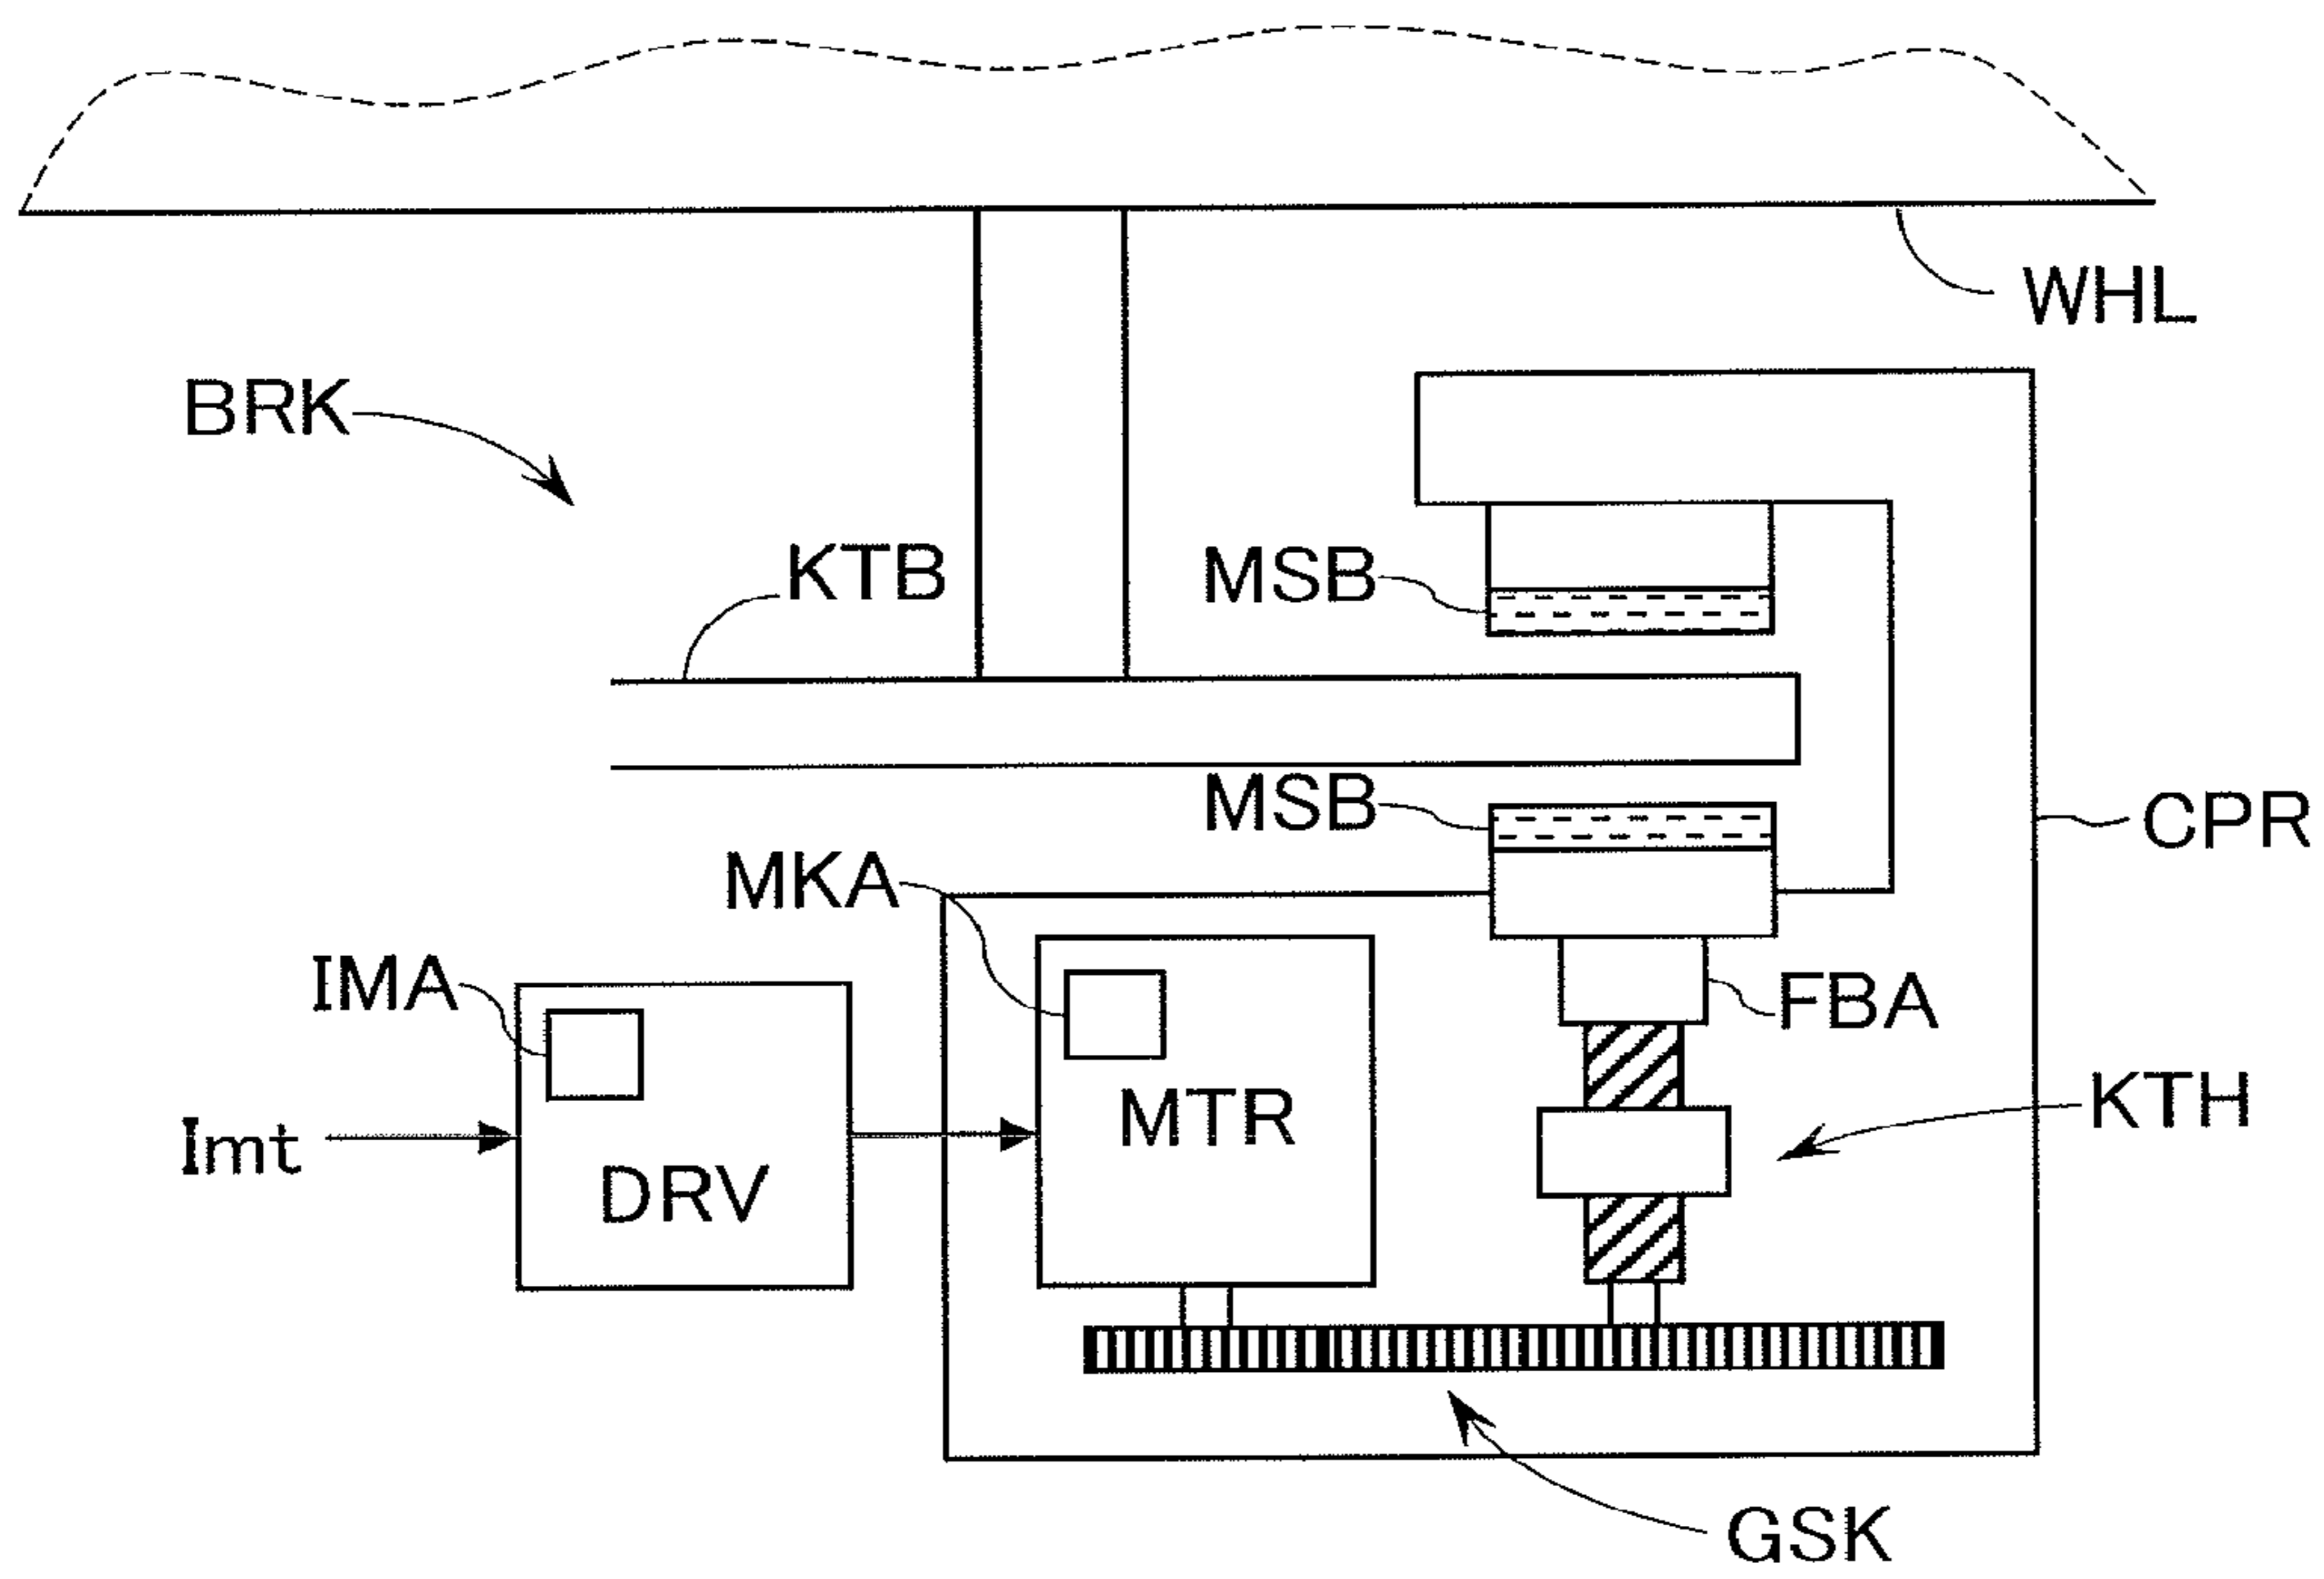 WHL
BRK
KTB
MSB
MSB
CPR
MKA
IMA
FBA
KTH
MTR
Imt
DRV
GSK